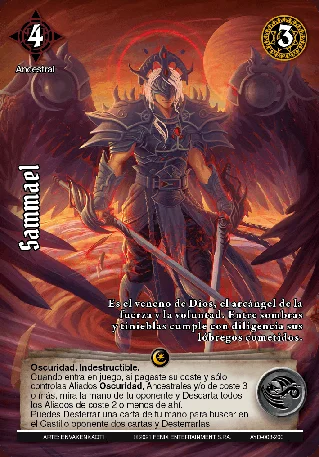 4
3
Ancestral
Sammael
Es el veneno de Dios, el arcángel de la
fuerza y la voluntad. Entre sombras
y tinieblas cumple con diligencia sus
lóbregos cometidos.
Oscuridad. Indestructible.
Cuando entra en juego, si pagaste su coste y sólo
controlas Aliados Oscuridad, Ancestrales y/o de coste 3
o más, mira la mano de tu oponente y Descarta todos
los Aliados de coste 2 o menos de ahí.
Puedes Desterrar una carta de tu mano para buscar en
el Castillo oponente dos cartas y Desterrarlas.
ARTE:
©2021 FENIX ENTERTAINMENT S.P.A.